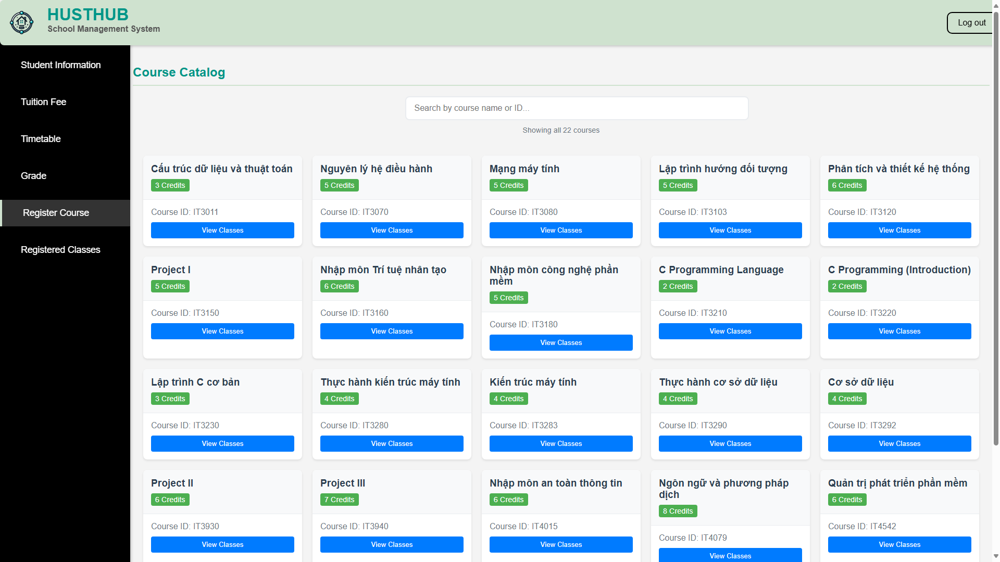 HUSTHUB
School Management System
Log out
Student Information
Tuition Fee
Timetable
Grade
Register Course
Registered Classes
Course Catalog
Search by course name or ID...
Showing all 22 courses
Cấu trúc dữ liệu và thuật toán
3 Credits
Course ID: IT3011
View Classes
Nguyên lý hệ điều hành
5 Credits
Course ID: IT3070
View Classes
Mạng máy tính
5 Credits
Course ID: IT3080
View Classes
Lập trình hướng đối tượng
5 Credits
Course ID: IT3103
View Classes
Phân tích và thiết kế hệ thống
6 Credits
Course ID: IT3120
View Classes
Project I
5 Credits
Course ID: IT3150
View Classes
Nhập môn Trí tuệ nhân tạo
6 Credits
Course ID: IT3160
View Classes
Nhập môn công nghệ phần
mềm
5 Credits
Course ID: IT3180
View Classes
C Programming Language
2 Credits
Course ID: IT3210
View Classes
C Programming (Introduction)
2 Credits
Course ID: IT3220
View Classes
Lập trình C cơ bản
3 Credits
Course ID: IT3230
View Classes
Thực hành kiến trúc máy tính
4 Credits
Course ID: IT3280
View Classes
Kiến trúc máy tính
4 Credits
Course ID: IT3283
View Classes
Thực hành cơ sở dữ liệu
4 Credits
Course ID: IT3290
View Classes
Cơ sở dữ liệu
4 Credits
Course ID: IT3292
View Classes
Project II
6 Credits
Course ID: IT3930
View Classes
Project III
7 Credits
Course ID: IT3940
View Classes
Nhập môn an toàn thông tin
6 Credits
Course ID: IT4015
View Classes
Ngôn ngữ và phương pháp
dịch
8 Credits
Course ID: IT4079
View Classes
Quản trị phát triển phần mềm
6 Credits
Course ID: IT4542
View Classes